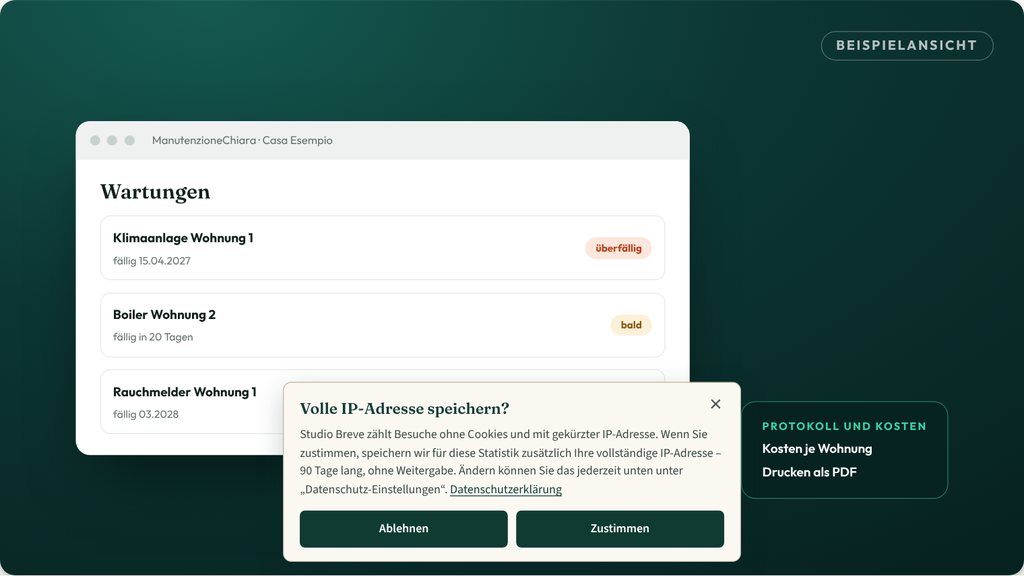 BEISPIELANSICHT
ManutenzioneChiara · Casa Esempio
Wartungen
Klimaanlage Wohnung 1
fällig 15.04.2027
überfällig
Boiler Wohnung 2
fällig in 20 Tagen
bald
Rauchmelder Wohnung 1
fällig 03.2028
Volle IP-Adresse speichern?
Studio Breve zählt Besuche ohne Cookies und mit gekürzter IP-Adresse. Wenn Sie
zustimmen, speichern wir für diese Statistik zusätzlich Ihre vollständige IP-Adresse –
90 Tage lang, ohne Weitergabe. Ändern können Sie das jederzeit unten unter
„Datenschutz-Einstellungen“. Datenschutzerklärung
Ablehnen
Zustimmen
PROTOKOLL UND KOSTEN
Kosten je Wohnung
Drucken als PDF